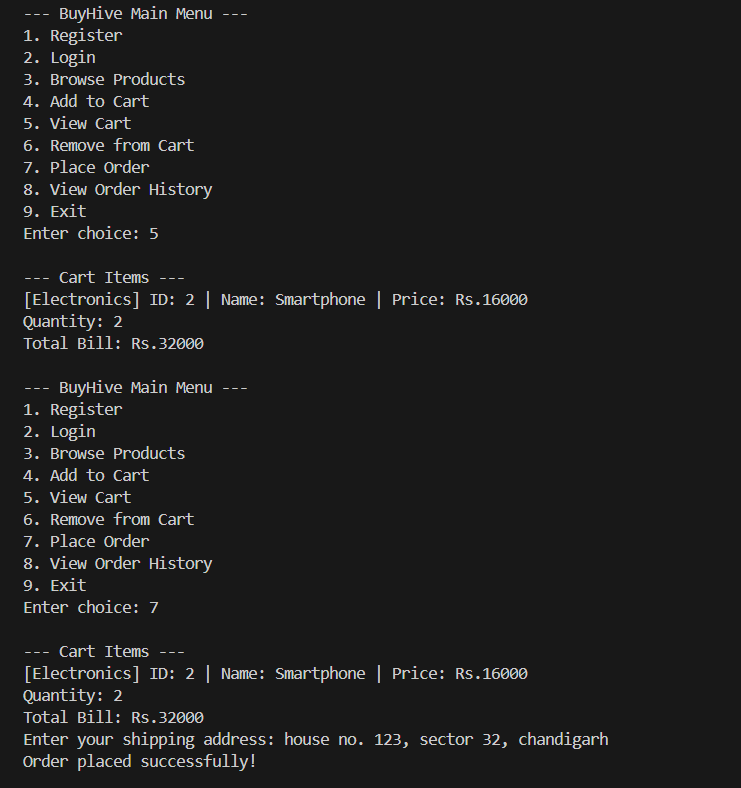 --- BuyHive Main Menu ---
1. Register
2. Login
3. Browse Products
4. Add to Cart
5. View Cart
6. Remove from Cart
7. Place Order
8. View Order History
9. Exit
Enter choice: 5
--- Cart Items ---
[Electronics] ID: 2 | Name: Smartphone | Price: Rs.16000
Quantity: 2
Total Bill: Rs.32000
--- BuyHive Main Menu ---
1. Register
2. Login
3. Browse Products
4. Add to Cart
5. View Cart
6. Remove from Cart
7. Place Order
8. View Order History
9. Exit
Enter choice: 7
--- Cart Items ---
[Electronics] ID: 2 | Name: Smartphone | Price: Rs.16000
Quantity: 2
Total Bill: Rs.32000
Enter your shipping address: house no. 123, sector 32, chandigarh
Order placed successfully!